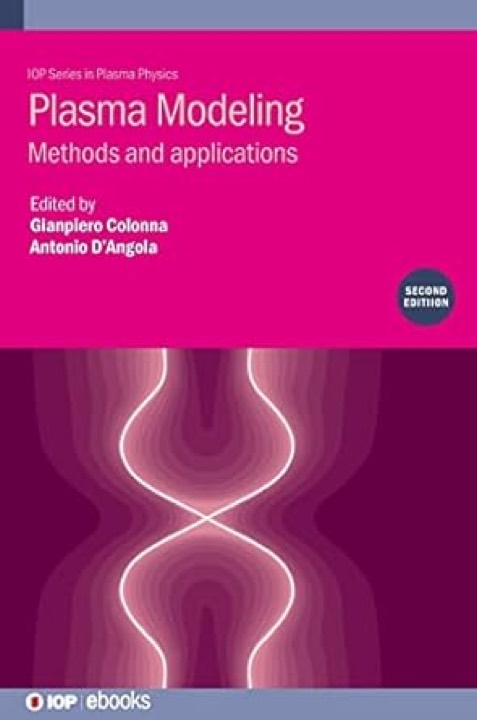 IOP Series in Plasma Physics
Plasma Modeling
Methods and applications
Edited by
Gianpiero Colonna
Antonio D'Angola
SECOND
EDITIION
IOP | ebooks